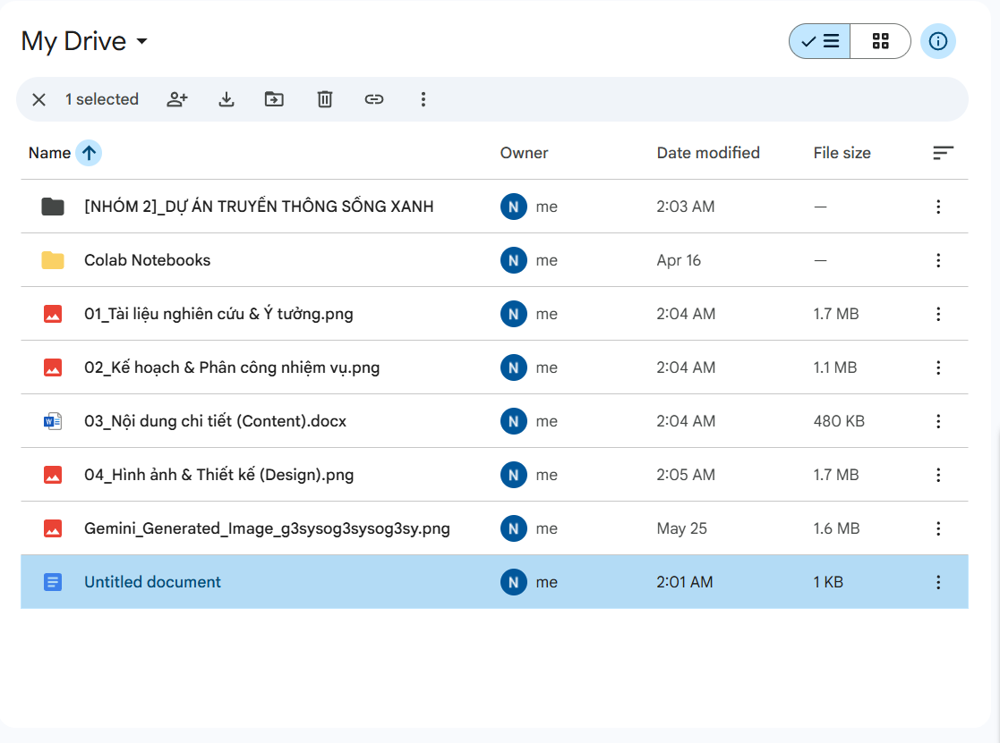 My Drive
1 selected
Name Owner Date modified File size
[NHÓM 2]_DỰ ÁN TRUYỀN THÔNG SỐNG XANH N me 2:03 AM —
Colab Notebooks N me Apr 16 —
01_Tài liệu nghiên cứu & Ý tưởng.png N me 2:04 AM 1.7 MB
02_Kế hoạch & Phân công nhiệm vụ.png N me 2:04 AM 1.1 MB
W 03_Nội dung chi tiết (Content).docx N me 2:04 AM 480 KB
04_Hình ảnh & Thiết kế (Design).png N me 2:05 AM 1.7 MB
Gemini_Generated_Image_g3sysog3sysog3sy.png N me May 25 1.6 MB
Untitled document N me 2:01 AM 1 KB